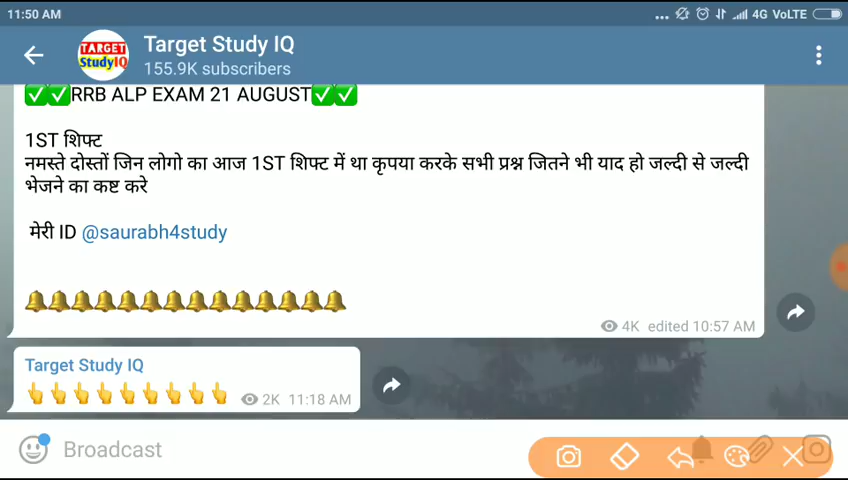 11:50 AM
... 4G VoLTE
TARGET
StudyIQ
Target Study IQ
155.9K subscribers
✅✅RRB ALP EXAM 21 AUGUST✅✅
1ST शिफ्ट
नमस्ते दोस्तों जिन लोगो का आज 1ST शिफ्ट में था कृपया करके सभी प्रश्न जितने भी याद हो जल्दी से जल्दी
भेजने का कष्ट करे
मेरी ID @saurabh4study
🔔🔔🔔🔔🔔🔔🔔🔔🔔🔔🔔🔔🔔🔔
4K edited 10:57 AM
Target Study IQ
👆👆👆👆👆👆👆👆👆 2K 11:18 AM
Broadcast